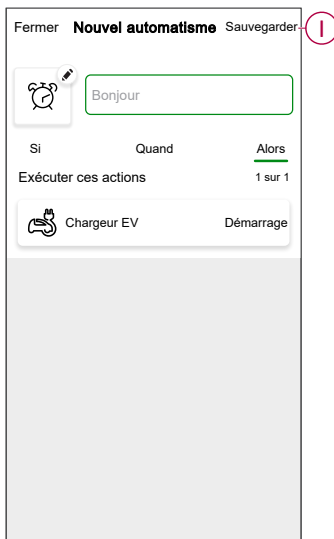 Fermer Nouvel automatisme Sauvegarder I
Bonjour
Si Quand Alors
Exécuter ces actions 1 sur 1
Chargeur EV Démarrage